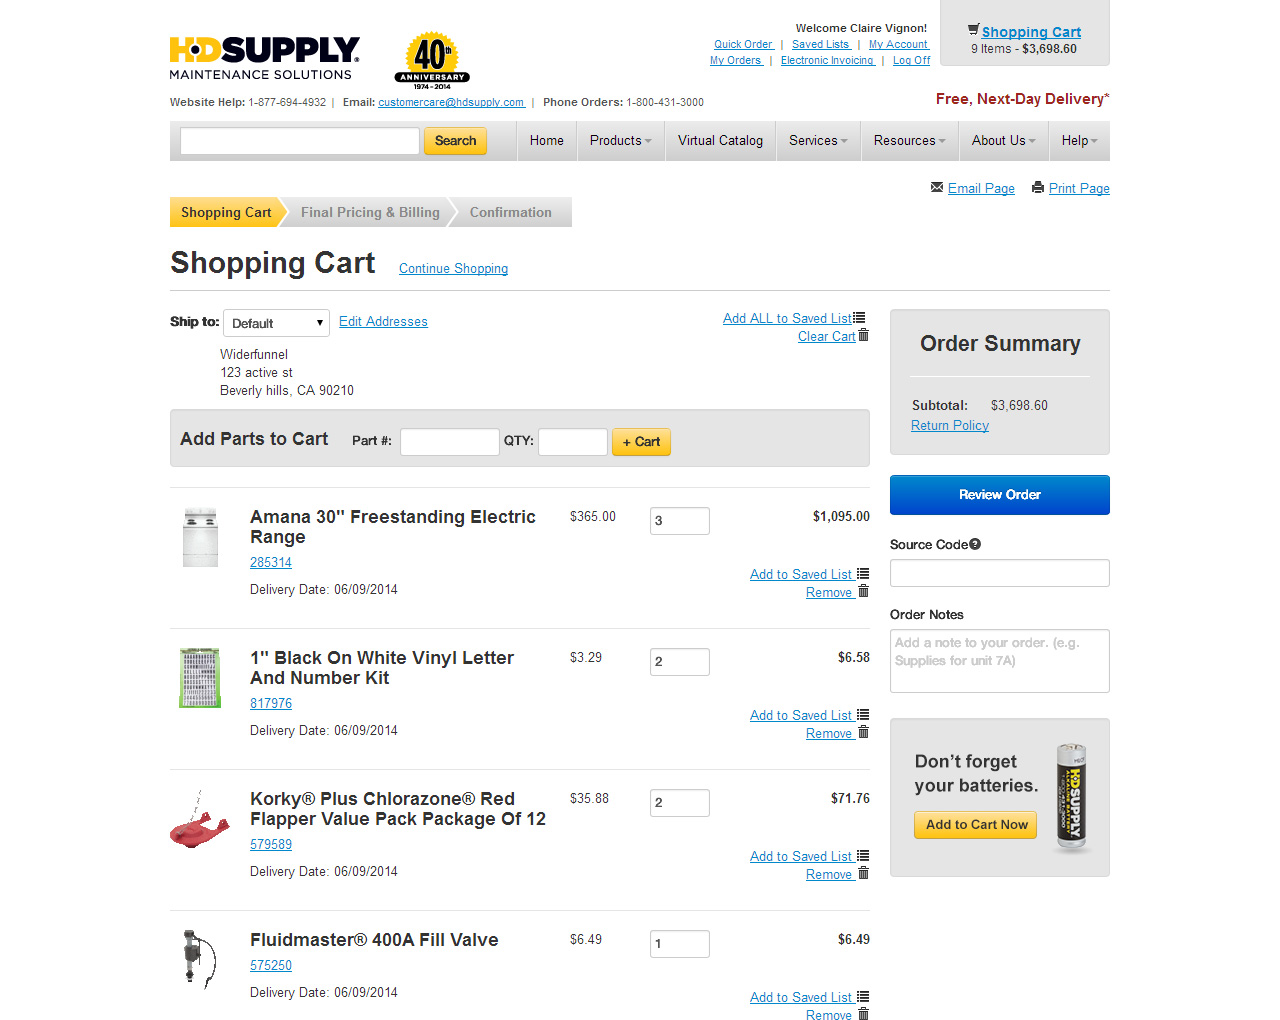 HDSUPPLY®
MAINTENANCE SOLUTIONS
40th
ANNIVERSARY
1974-2014
Welcome Claire Vignon!
Quick Order | Saved Lists | My Account
My Orders | Electronic Invoicing | Log Off
Shopping Cart
9 Items - $3,698.60
Website Help: 1-877-694-4932 | Email: customercare@hdsupply.com | Phone Orders: 1-800-431-3000
Free, Next-Day Delivery*
Search
Home
Products
Virtual Catalog
Services
Resources
About Us
Help
Email Page
Print Page
Shopping Cart
Final Pricing & Billing
Confirmation
Shopping Cart
Continue Shopping
Ship to:
Default
Edit Addresses
Widerfunnel
123 active st
Beverly hills, CA 90210
Add ALL to Saved List
Clear Cart
Add Parts to Cart
Part #:
QTY:
+ Cart
Amana 30" Freestanding Electric
Range
285314
Delivery Date: 06/09/2014
$365.00
3
$1,095.00
Add to Saved List
Remove
1" Black On White Vinyl Letter
And Number Kit
817976
Delivery Date: 06/09/2014
$3.29
2
$6.58
Add to Saved List
Remove
Korky® Plus Chlorazone® Red
Flapper Value Pack Package Of 12
579589
Delivery Date: 06/09/2014
$35.88
2
$71.76
Add to Saved List
Remove
Fluidmaster® 400A Fill Valve
575250
Delivery Date: 06/09/2014
$6.49
1
$6.49
Add to Saved List
Remove
Order Summary
Subtotal: $3,698.60
Return Policy
Review Order
Source Code
Order Notes
Add a note to your order. (e.g.
Supplies for unit 7A)
Don't forget
your batteries.
Add to Cart Now
HDSUPPLY